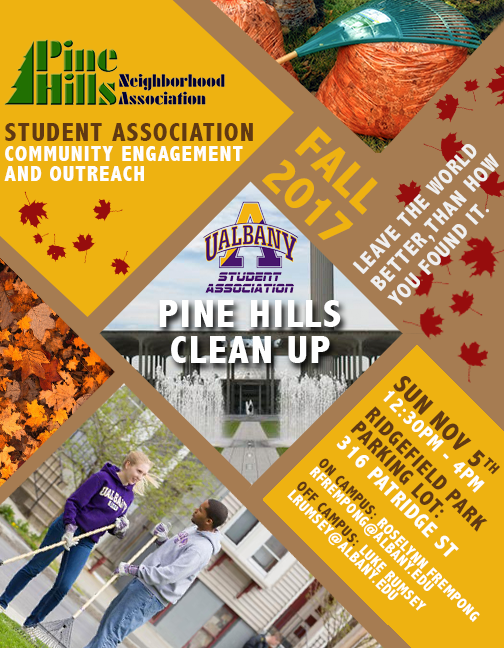 Pine
Hills Neighborhood
Association
STUDENT ASSOCIATION
COMMUNITY ENGAGEMENT
AND OUTREACH
FALL
2017
LEAVE THE WORLD
BETTER, THAN HOW
YOU FOUND IT.
A
UALBANY
STUDENT
ASSOCIATION
PINE HILLS
CLEAN UP
SUN NOV 5TH
12:30PM - 4PM
RIDGEFIELD PARK
PARKING LOT:
316 PATRIDGE ST
ON CAMPUS: ROSELYNN FREMPONG
RFREMPONG@ALBANY.EDU
OFF CAMPUS: LUKE RUMSEY
LRUMSEY@ALBANY.EDU
UALBANY